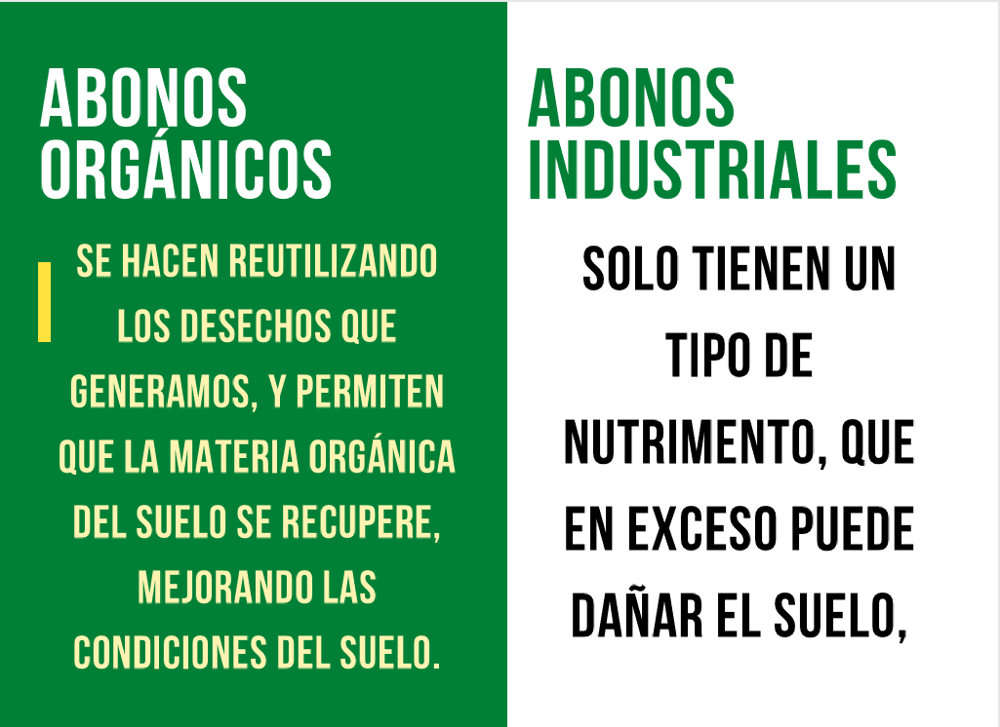 ABONOS
ORGÁNICOS
SE HACEN REUTILIZANDO
LOS DESECHOS QUE
GENERAMOS, Y PERMITEN
QUE LA MATERIA ORGÁNICA
DEL SUELO SE RECUPERE,
MEJORANDO LAS
CONDICIONES DEL SUELO.
ABONOS
INDUSTRIALES
SOLO TIENEN UN
TIPO DE
NUTRIMENTO, QUE
EN EXCESO PUEDE
DAÑAR EL SUELO,